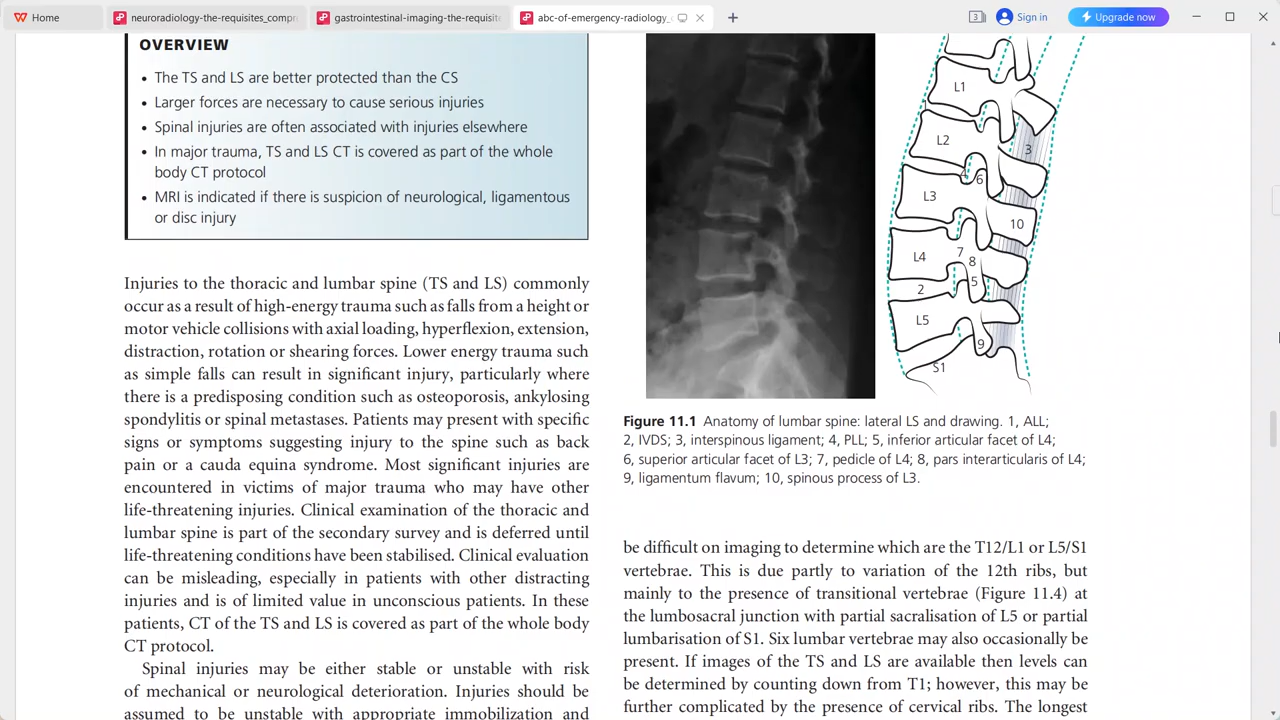 Home
neuroradiology-the-requisites_compr
gastrointestinal-imaging-the-requisite
abc-of-emergency-radiology_
3
Sign in
Upgrade now
OVERVIEW
• The TS and LS are better protected than the CS
• Larger forces are necessary to cause serious injuries
• Spinal injuries are often associated with injuries elsewhere
• In major trauma, TS and LS CT is covered as part of the whole
body CT protocol
• MRI is indicated if there is suspicion of neurological, ligamentous
or disc injury
Injuries to the thoracic and lumbar spine (TS and LS) commonly
occur as a result of high-energy trauma such as falls from a height or
motor vehicle collisions with axial loading, hyperflexion, extension,
distraction, rotation or shearing forces. Lower energy trauma such
as simple falls can result in significant injury, particularly where
there is a predisposing condition such as osteoporosis, ankylosing
spondylitis or spinal metastases. Patients may present with specific
signs or symptoms suggesting injury to the spine such as back
pain or a cauda equina syndrome. Most significant injuries are
encountered in victims of major trauma who may have other
life-threatening injuries. Clinical examination of the thoracic and
lumbar spine is part of the secondary survey and is deferred until
life-threatening conditions have been stabilised. Clinical evaluation
can be misleading, especially in patients with other distracting
injuries and is of limited value in unconscious patients. In these
patients, CT of the TS and LS is covered as part of the whole body
CT protocol.
Spinal injuries may be either stable or unstable with risk
of mechanical or neurological deterioration. Injuries should be
assumed to be unstable with appropriate immobilization and
L1
1
L2
3
4
6
L3
10
7
L4
8
5
2
L5
9
S1
Figure 11.1 Anatomy of lumbar spine: lateral LS and drawing. 1, ALL;
2, IVDS; 3, interspinous ligament; 4, PLL; 5, inferior articular facet of L4;
6, superior articular facet of L3; 7, pedicle of L4; 8, pars interarticularis of L4;
9, ligamentum flavum; 10, spinous process of L3.
be difficult on imaging to determine which are the T12/L1 or L5/S1
vertebrae. This is due partly to variation of the 12th ribs, but
mainly to the presence of transitional vertebrae (Figure 11.4) at
the lumbosacral junction with partial sacralisation of L5 or partial
lumbarisation of S1. Six lumbar vertebrae may also occasionally be
present. If images of the TS and LS are available then levels can
be determined by counting down from T1; however, this may be
further complicated by the presence of cervical ribs. The longest